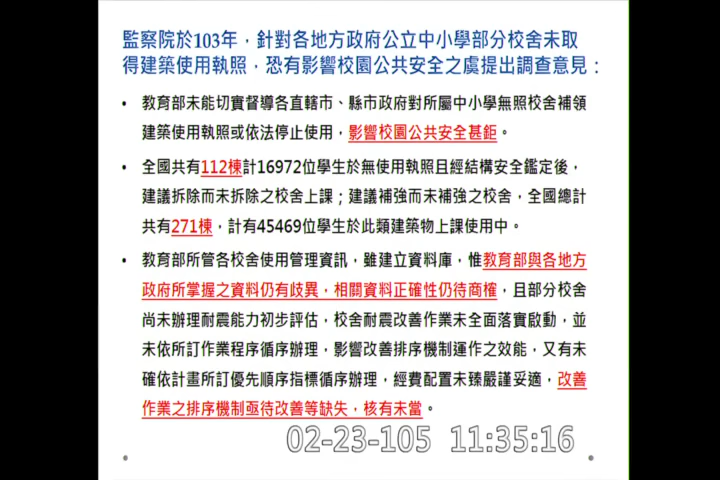 監察院於103年，針對各地方政府公立中小學部分校舍未取
得建築使用執照，恐有影響校園公共安全之虞提出調查意見：
• 教育部未能切實督導各直轄市、縣市政府對所屬中小學無照校舍補領
建築使用執照或依法停止使用，影響校園公共安全甚鉅。
• 全國共有112棟計16972位學生於無使用執照且經結構安全鑑定後，
建議拆除而未拆除之校舍上課；建議補強而未補強之校舍，全國總計
共有271棟，計有45469位學生於此類建築物上課使用中。
• 教育部所管各校舍使用管理資訊，雖建立資料庫，惟教育部與各地方
政府所掌握之資料仍有歧異，相關資料正確性仍待商榷，且部分校舍
尚未辦理耐震能力初步評估，校舍耐震改善作業未全面落實啟動，並
未依所訂作業程序循序辦理，影響改善排序機制運作之效能，又有未
確依計畫所訂優先順序指標循序辦理，經費配置未臻嚴謹妥適，改善
作業之排序機制亟待改善等缺失，核有未當。
02-23-105 11:35:16